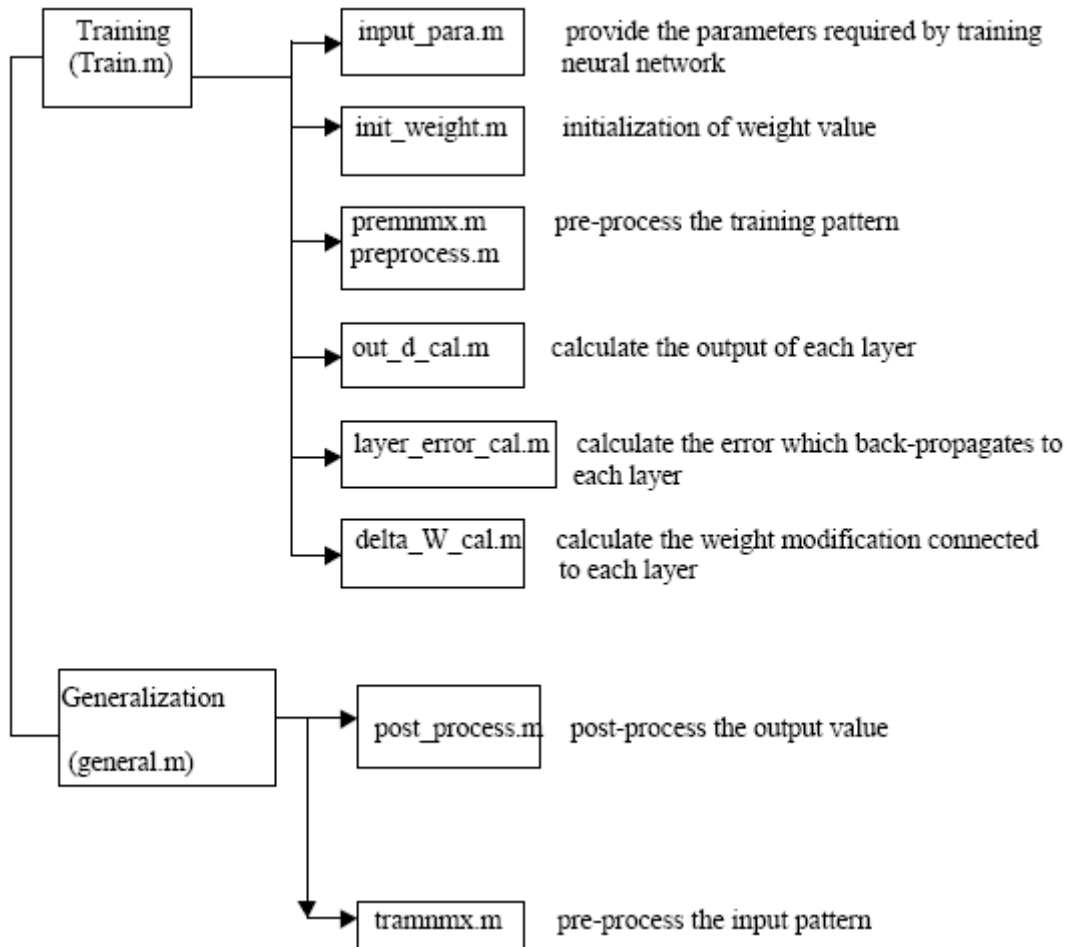 Training
(Train.m)
input_para.m
provide the parameters required by training
neural network
init_weight.m
initialization of weight value
premnmx.m
preprocess.m
pre-process the training pattern
out_d_cal.m
calculate the output of each layer
layer_error_cal.m
calculate the error which back-propagates to
each layer
delta_W_cal.m
calculate the weight modification connected
to each layer
Generalization
(general.m)
post_process.m
post-process the output value
tramnmx.m
pre-process the input pattern